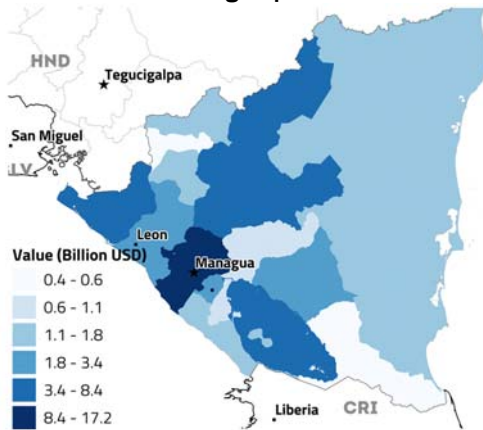 HND
Tegucigalpa
San Miguel
Leon
Managua
Value (Billion USD)
0.4 - 0.6
0.6 - 1.1
1.1 - 1.8
1.8 - 3.4
3.4 - 8.4
8.4 - 17.2
Liberia
CRI